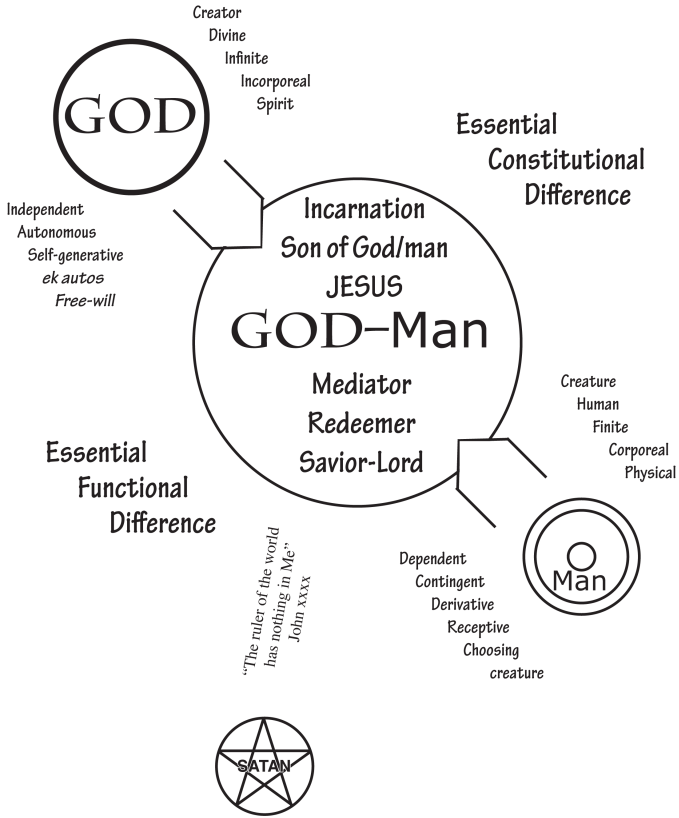 Creator
Divine
Infinite
Incorporeal
Spirit
GOD
Essential
Constitutional
Difference
Independent
Autonomous
Self-generative
ek autos
Free-will
Incarnation
Son of God/man
JESUS
GOD–Man
Mediator
Redeemer
Savior-Lord
Creature
Human
Finite
Corporeal
Physical
Essential
Functional
Difference
Man
Dependent
Contingent
Derivative
Receptive
Choosing
creature
“The ruler of the world
has nothing in Me”
John xxxx
SATAN